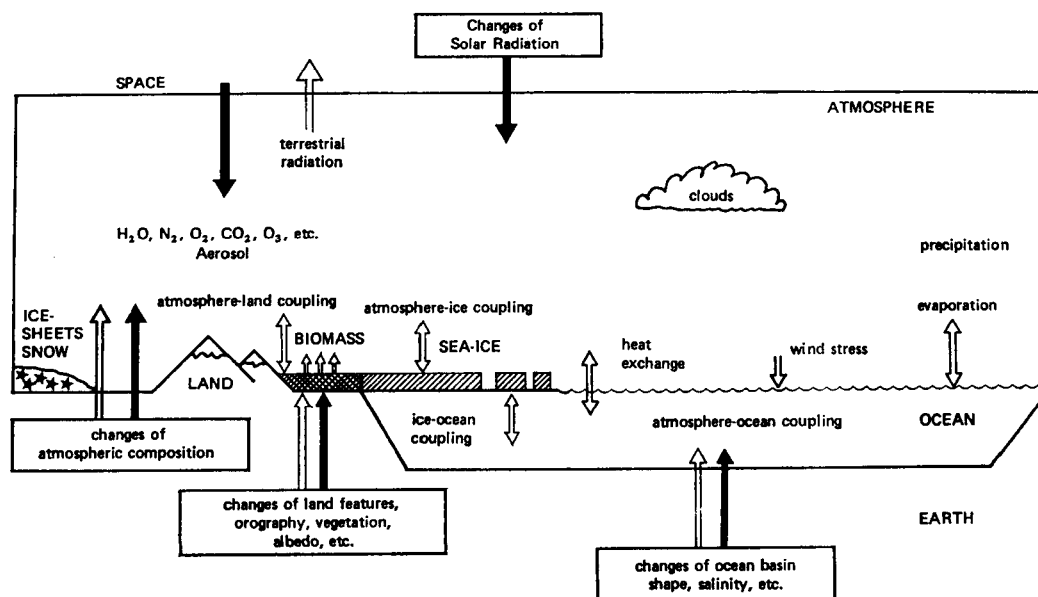 Changes of
Solar Radiation
SPACE
ATMOSPHERE
terrestrial
radiation
clouds
H₂O, N₂, O₂, CO₂, O₃, etc.
Aerosol
precipitation
atmosphere-land coupling
atmosphere-ice coupling
evaporation
ICE-
SHEETS
SNOW
BIOMASS
SEA-ICE
heat
exchange
wind stress
LAND
ice-ocean
coupling
atmosphere-ocean coupling
OCEAN
changes of
atmospheric composition
changes of land features,
orography, vegetation,
albedo, etc.
EARTH
changes of ocean basin
shape, salinity, etc.